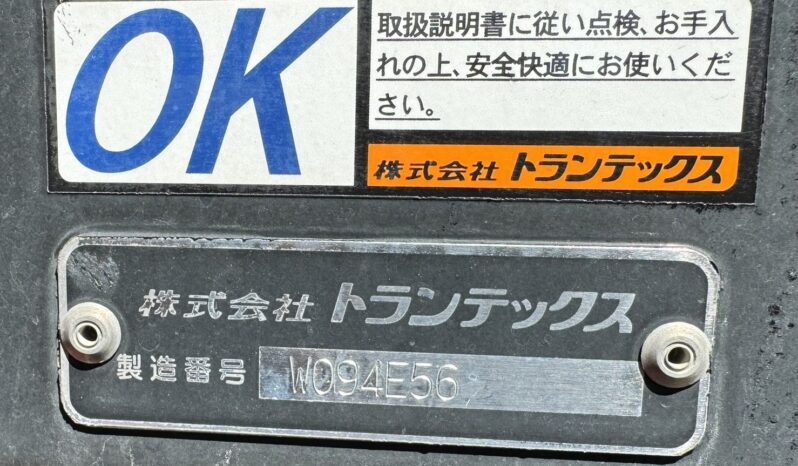 OK
取扱説明書に従い点検、お手入
れの上、安全快適にお使いくだ
さい。
株式会社 トランテックス
株式会社 トランテックス
製造番号 W094E56